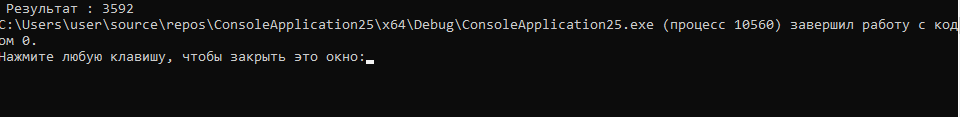 Результат : 3592
C:\Users\user\source\repos\ConsoleApplication25\x64\Debug\ConsoleApplication25.exe (процесс 10560) завершил работу с код
ом 0.
Нажмите любую клавишу, чтобы закрыть это окно: